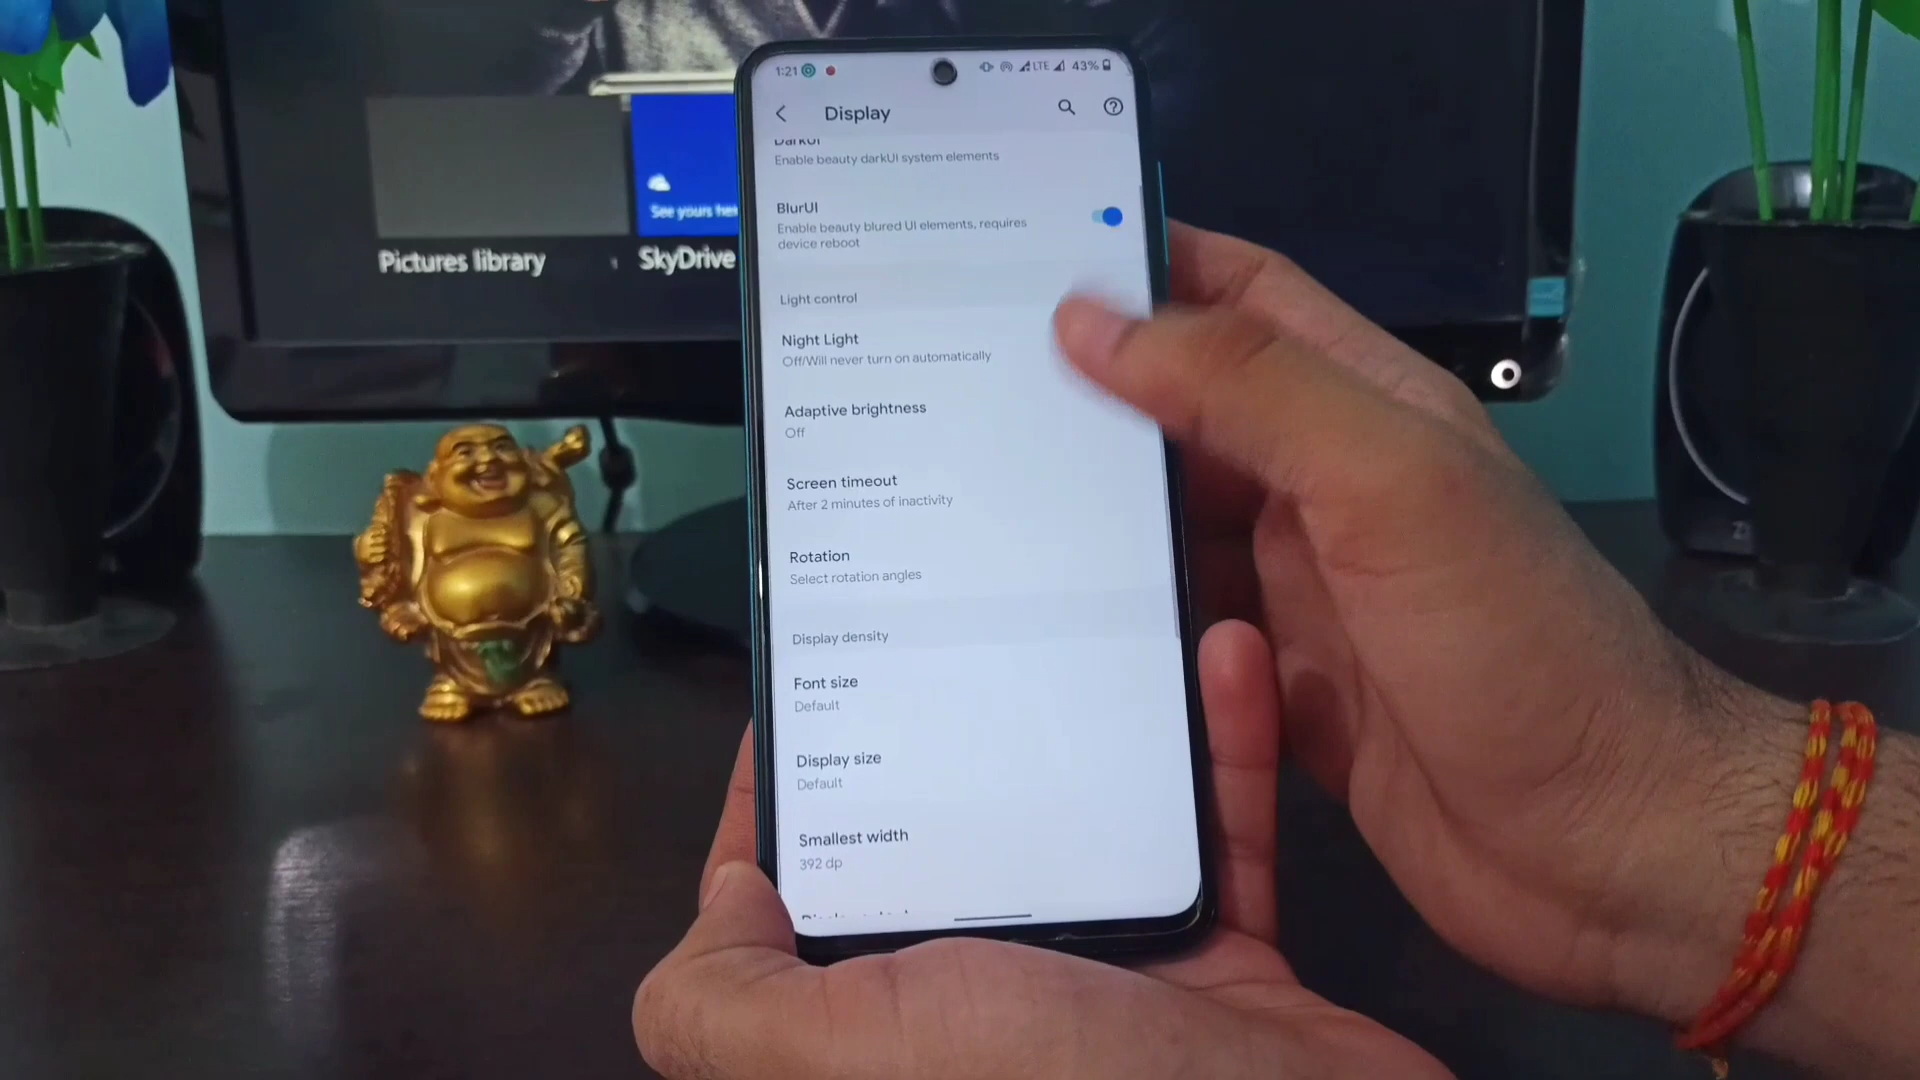 1:21
LTE 43%
Display
DarkUI
Enable beauty darkUI system elements
BlurUI
Enable beauty blured UI elements, requires
device reboot
Light control
Night Light
Off/Will never turn on automatically
Adaptive brightness
Off
Screen timeout
After 2 minutes of inactivity
Rotation
Select rotation angles
Display density
Font size
Default
Display size
Default
Smallest width
392 dp
See yours
Pictures library
SkyDrive